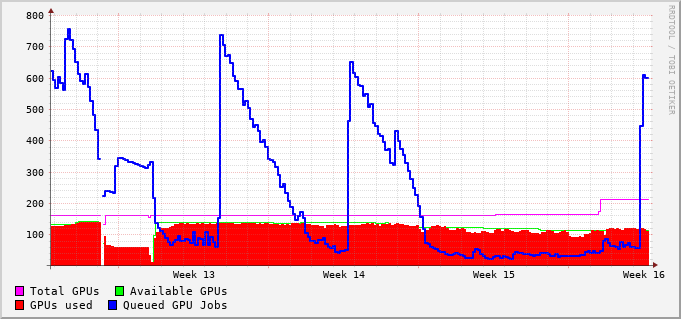 800
700
600
500
400
300
200
100
Week 13 Week 14 Week 15 Week 16
Total GPUs Available GPUs
GPUs used Queued GPU Jobs
RRDTOOL / TOBI OETIKER